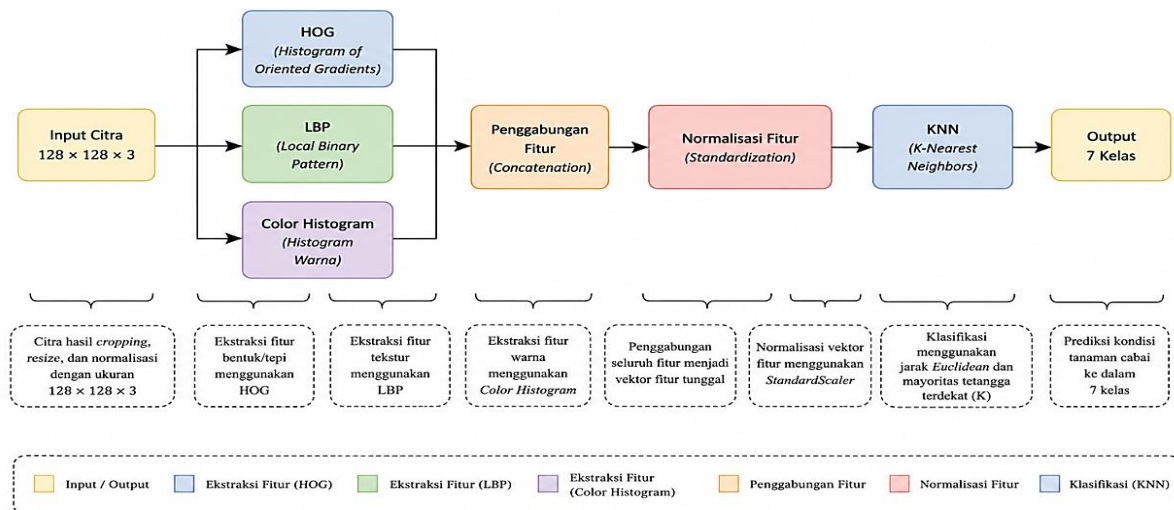 HOG
(Histogram of
Oriented Gradients)
Input Citra
128 × 128 × 3
LBP
(Local Binary
Pattern)
Color Histogram
(Histogram
Warna)
Penggabungan
Fitur
(Concatenation)
Normalisasi Fitur
(Standardization)
KNN
(K-Nearest
Neighbors)
Output
7 Kelas
Citra hasil cropping,
resize, dan normalisasi
dengan ukuran
128 × 128 × 3
Ekstraksi fitur
bentuk/tepi
menggunakan
HOG
Ekstraksi fitur
tekstur
menggunakan
LBP
Ekstraksi fitur
warna
menggunakan
Color Histogram
Penggabungan
seluruh fitur menjadi
vektor fitur tunggal
Normalisasi vektor
fitur menggunakan
StandardScaler
Klasifikasi
menggunakan
jarak Euclidean dan
mayoritas tetangga
terdekat (K)
Prediksi kondisi
tanaman cabai
ke dalam
7 kelas
Input / Output
Ekstraksi Fitur (HOG)
Ekstraksi Fitur (LBP)
Ekstraksi Fitur
(Color Histogram)
Penggabungan Fitur
Normalisasi Fitur
Klasifikasi (KNN)